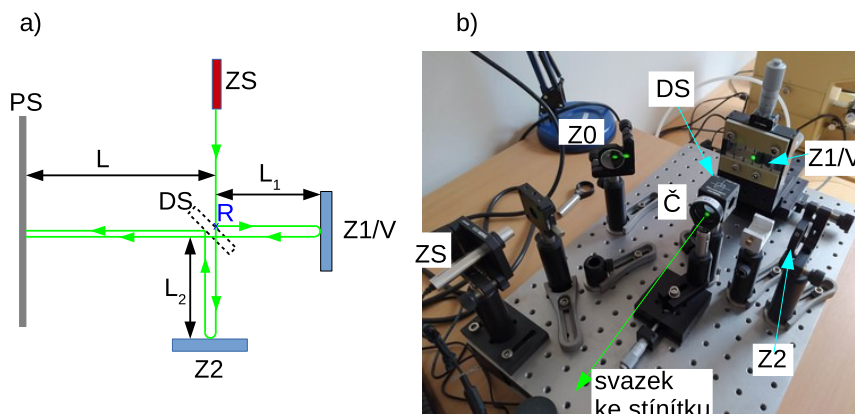 a)
b)
ZS
PS
DS
L
L1
DS
R
Z1/V
L2
Z2
Z0
Z1/V
Č
ZS
Z2
svazek
ke stínítku